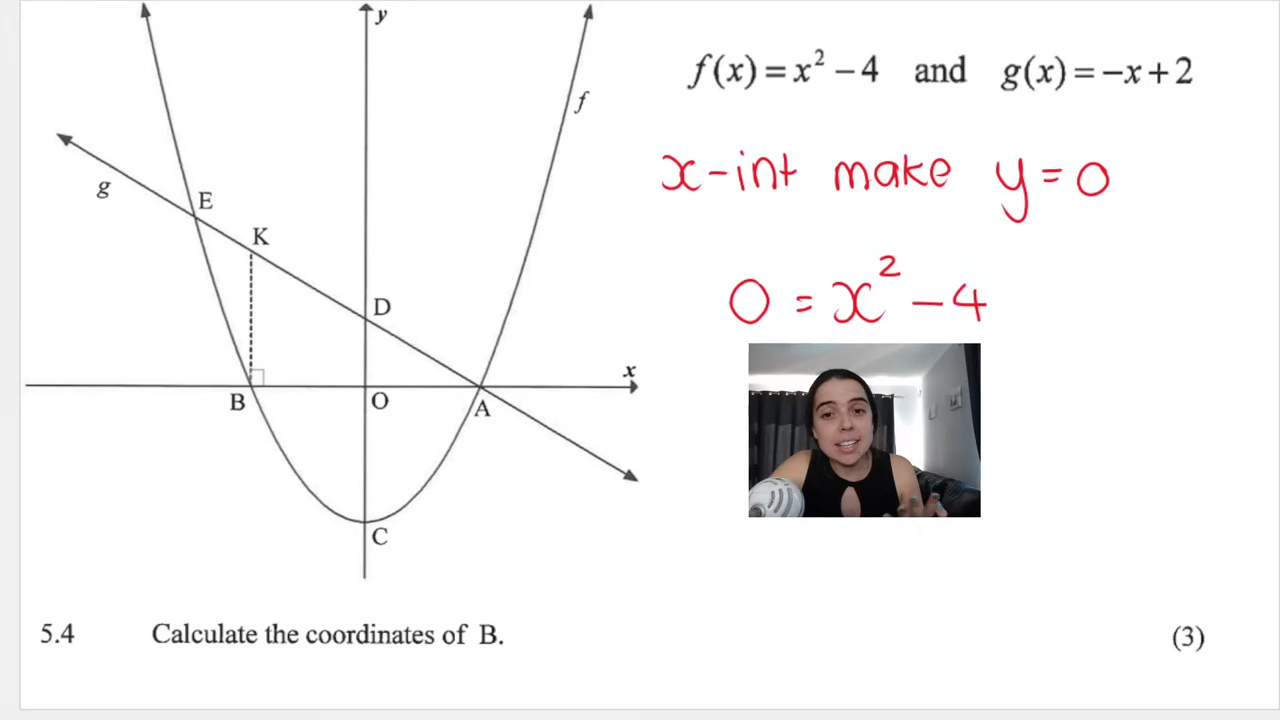 y
f(x) = x² − 4 and g(x) = −x + 2
f
x-int make y = 0
g
E
K
0 = x² − 4
D
x
B
O
A
C
5.4 Calculate the coordinates of B. (3)